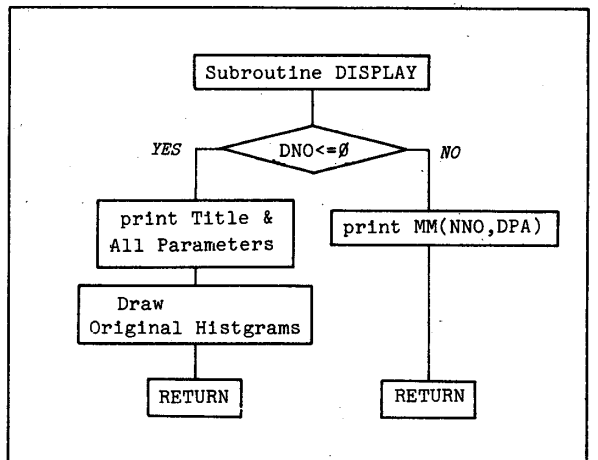 Subroutine DISPLAY
DNO<=Ø
YES
NO
print Title &
All Parameters
print MM(NNO,DPA)
Draw
Original Histgrams
RETURN
RETURN